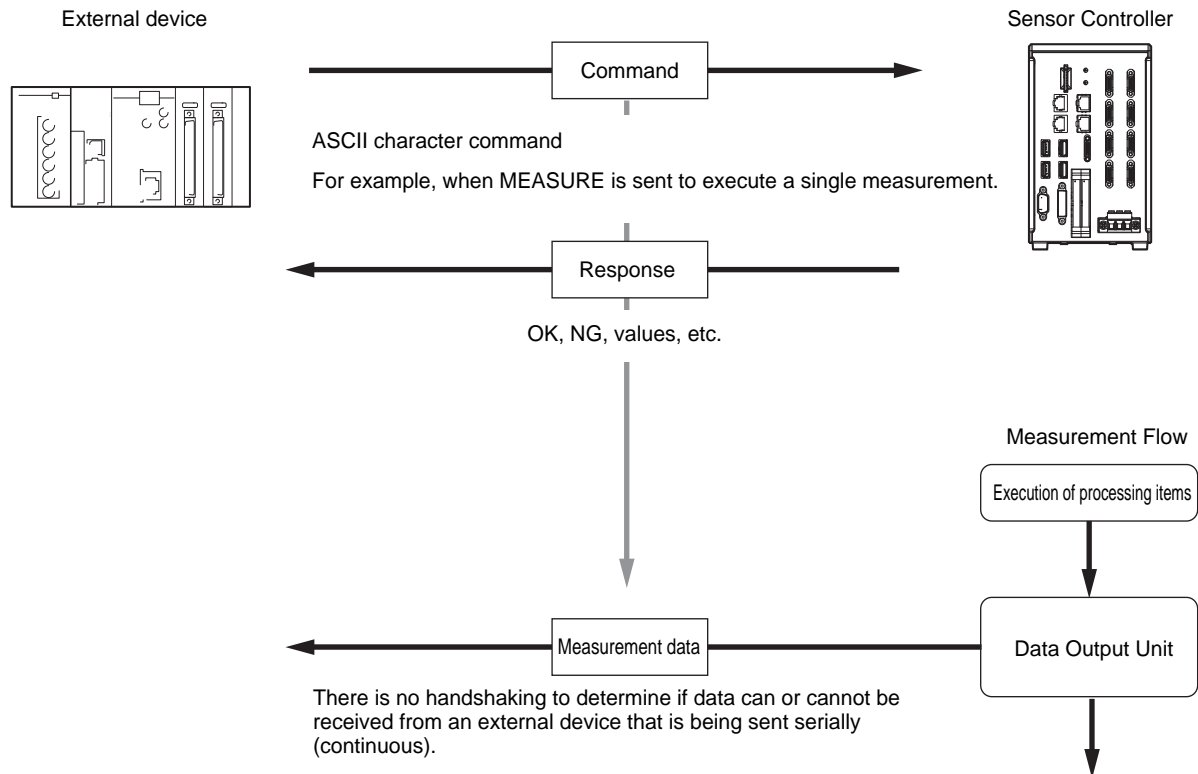 External device
Sensor Controller
Command
ASCII character command
For example, when MEASURE is sent to execute a single measurement.
Response
OK, NG, values, etc.
Measurement Flow
Execution of processing items
Measurement data
Data Output Unit
There is no handshaking to determine if data can or cannot be
received from an external device that is being sent serially
(continuous).